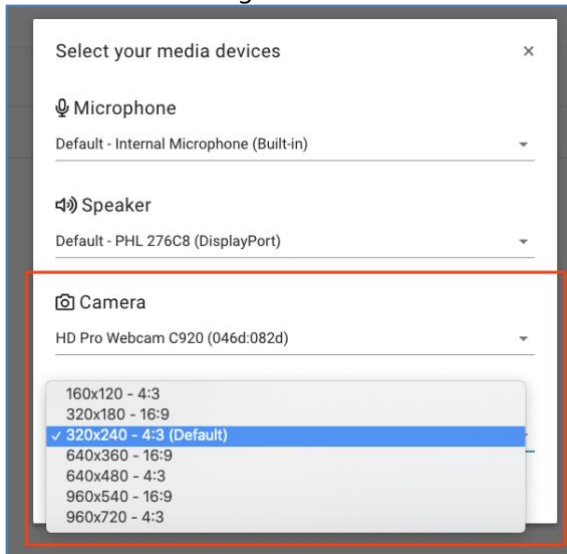 Select your media devices ×
Microphone
Default - Internal Microphone (Built-in)
Speaker
Default - PHL 276C8 (DisplayPort)
Camera
HD Pro Webcam C920 (046d:082d)
160x120 - 4:3
320x180 - 16:9
✓ 320x240 - 4:3 (Default)
640x360 - 16:9
640x480 - 4:3
960x540 - 16:9
960x720 - 4:3